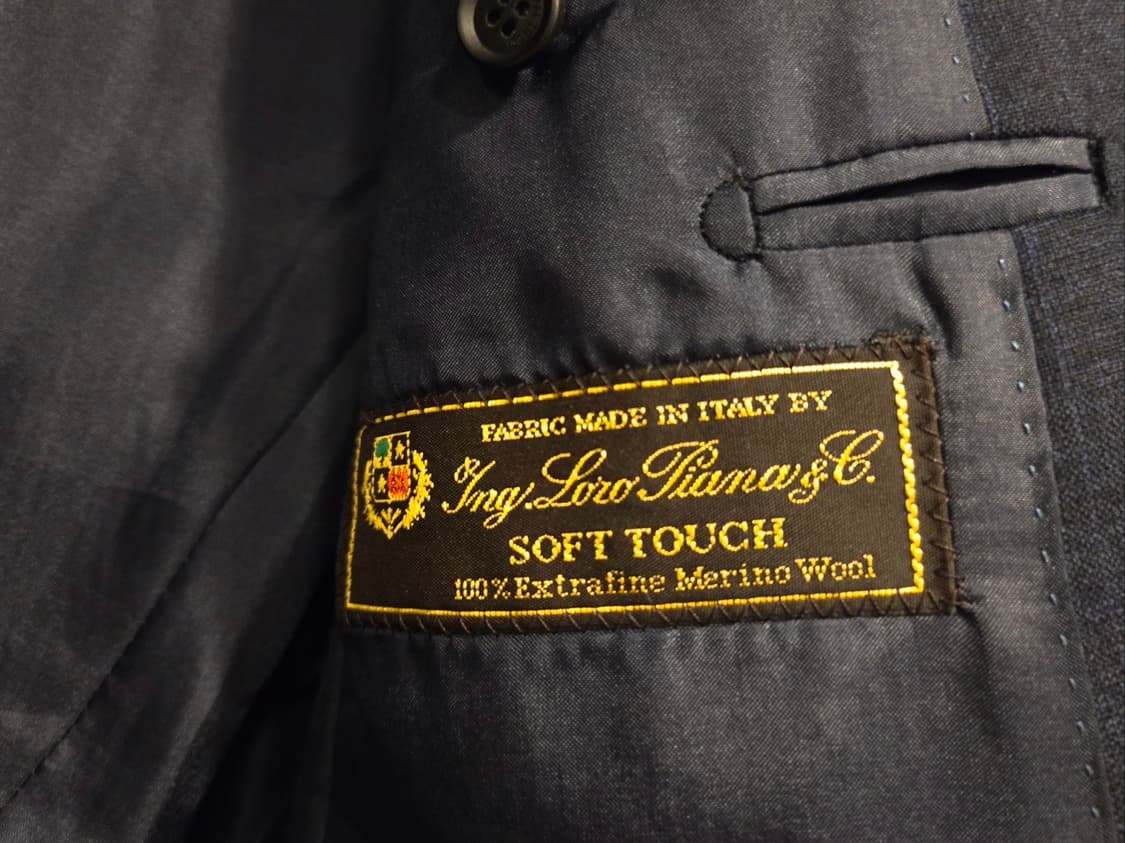 FABRIC MADE IN ITALY BY
Ing. Loro Piana & C.
SOFT TOUCH
100% Extrafine Merino Wool